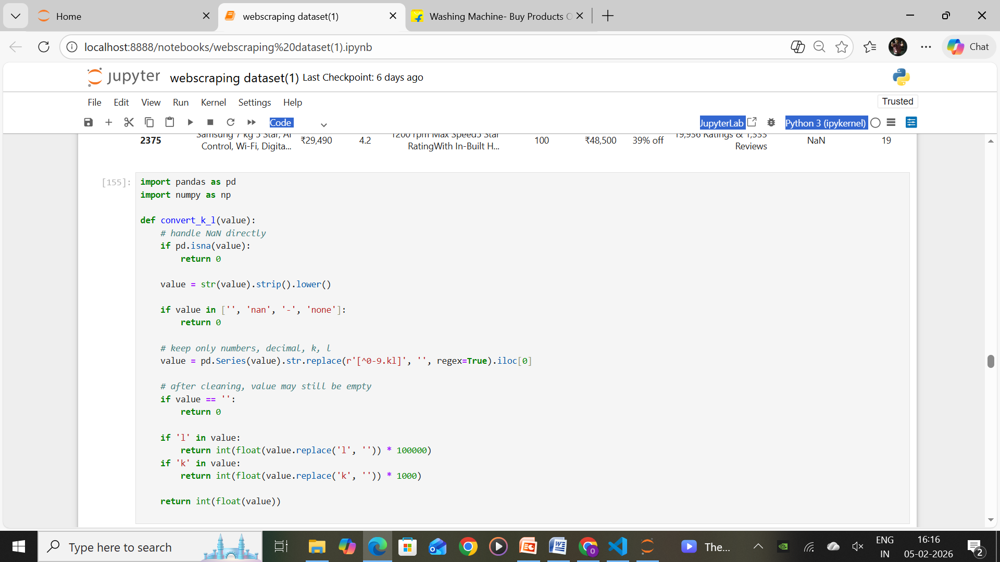 Home
webscraping dataset(1)
Washing Machine- Buy Products O
localhost:8888/notebooks/webscraping%20dataset(1).ipynb
Chat
jupyter webscraping dataset(1) Last Checkpoint: 6 days ago
File Edit View Run Kernel Settings Help
Trusted
Code
JupyterLab
Python 3 (ipykernel)
2375 Samsung 7 kg 5 Star, AI Control, Wi-Fi, Digita... ₹29,490 4.2 1200 rpm Max Speed5 Star RatingWith In-Built H... 100 ₹48,500 39% off 19,936 Ratings & 1,333 Reviews NaN 19
[155]:
import pandas as pd
import numpy as np
def convert_k_l(value):
    # handle NaN directly
    if pd.isna(value):
        return 0
    value = str(value).strip().lower()
    if value in ['', 'nan', '-', 'none']:
        return 0
    # keep only numbers, decimal, k, l
    value = pd.Series(value).str.replace(r'[^0-9.kl]', '', regex=True).iloc[0]
    # after cleaning, value may still be empty
    if value == '':
        return 0
    if 'l' in value:
        return int(float(value.replace('l', '')) * 100000)
    if 'k' in value:
        return int(float(value.replace('k', '')) * 1000)
    return int(float(value))
Type here to search
The...
ENG
IN
16:16
05-02-2026
2